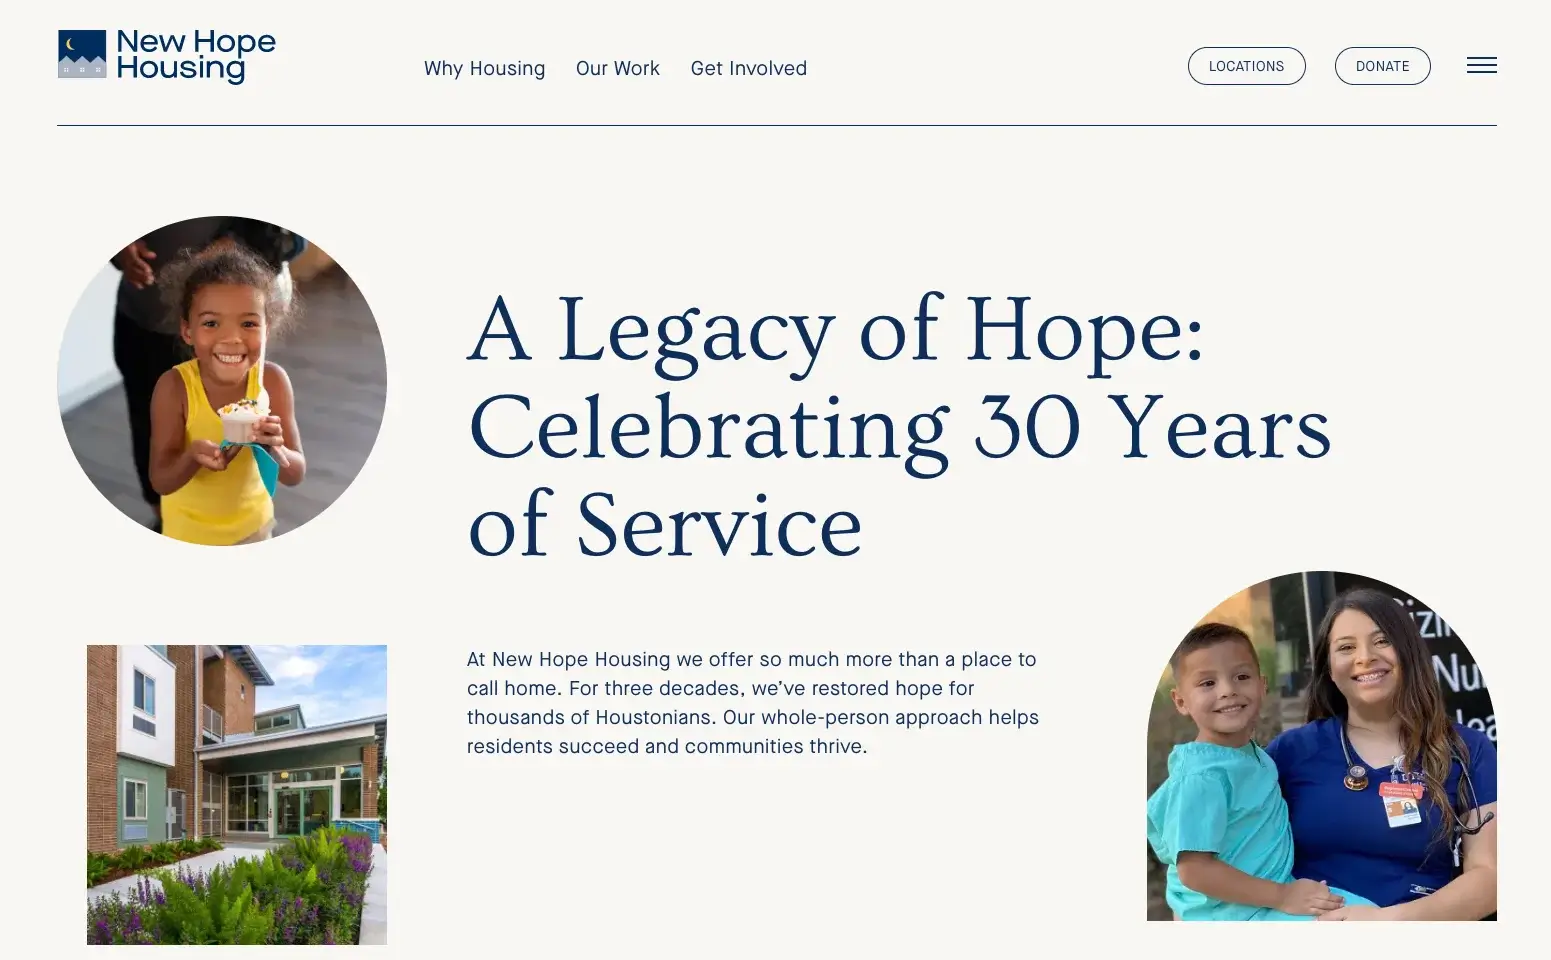 New Hope
Housing
Why Housing
Our Work
Get Involved
LOCATIONS
DONATE
A Legacy of Hope:
Celebrating 30 Years
of Service
At New Hope Housing we offer so much more than a place to
call home. For three decades, we’ve restored hope for
thousands of Houstonians. Our whole-person approach helps
residents succeed and communities thrive.